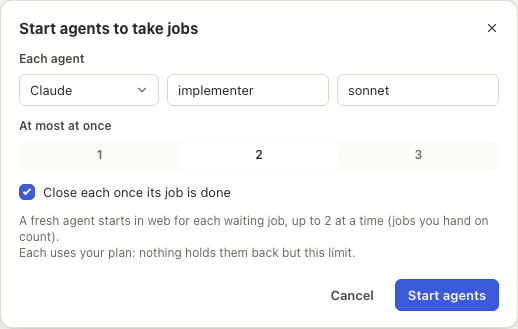 Start agents to take jobs
Each agent
Claude
implementer
sonnet
At most at once
1
2
3
Close each once its job is done
A fresh agent starts in web for each waiting job, up to 2 at a time (jobs you hand on
count).
Each uses your plan: nothing holds them back but this limit.
Cancel
Start agents